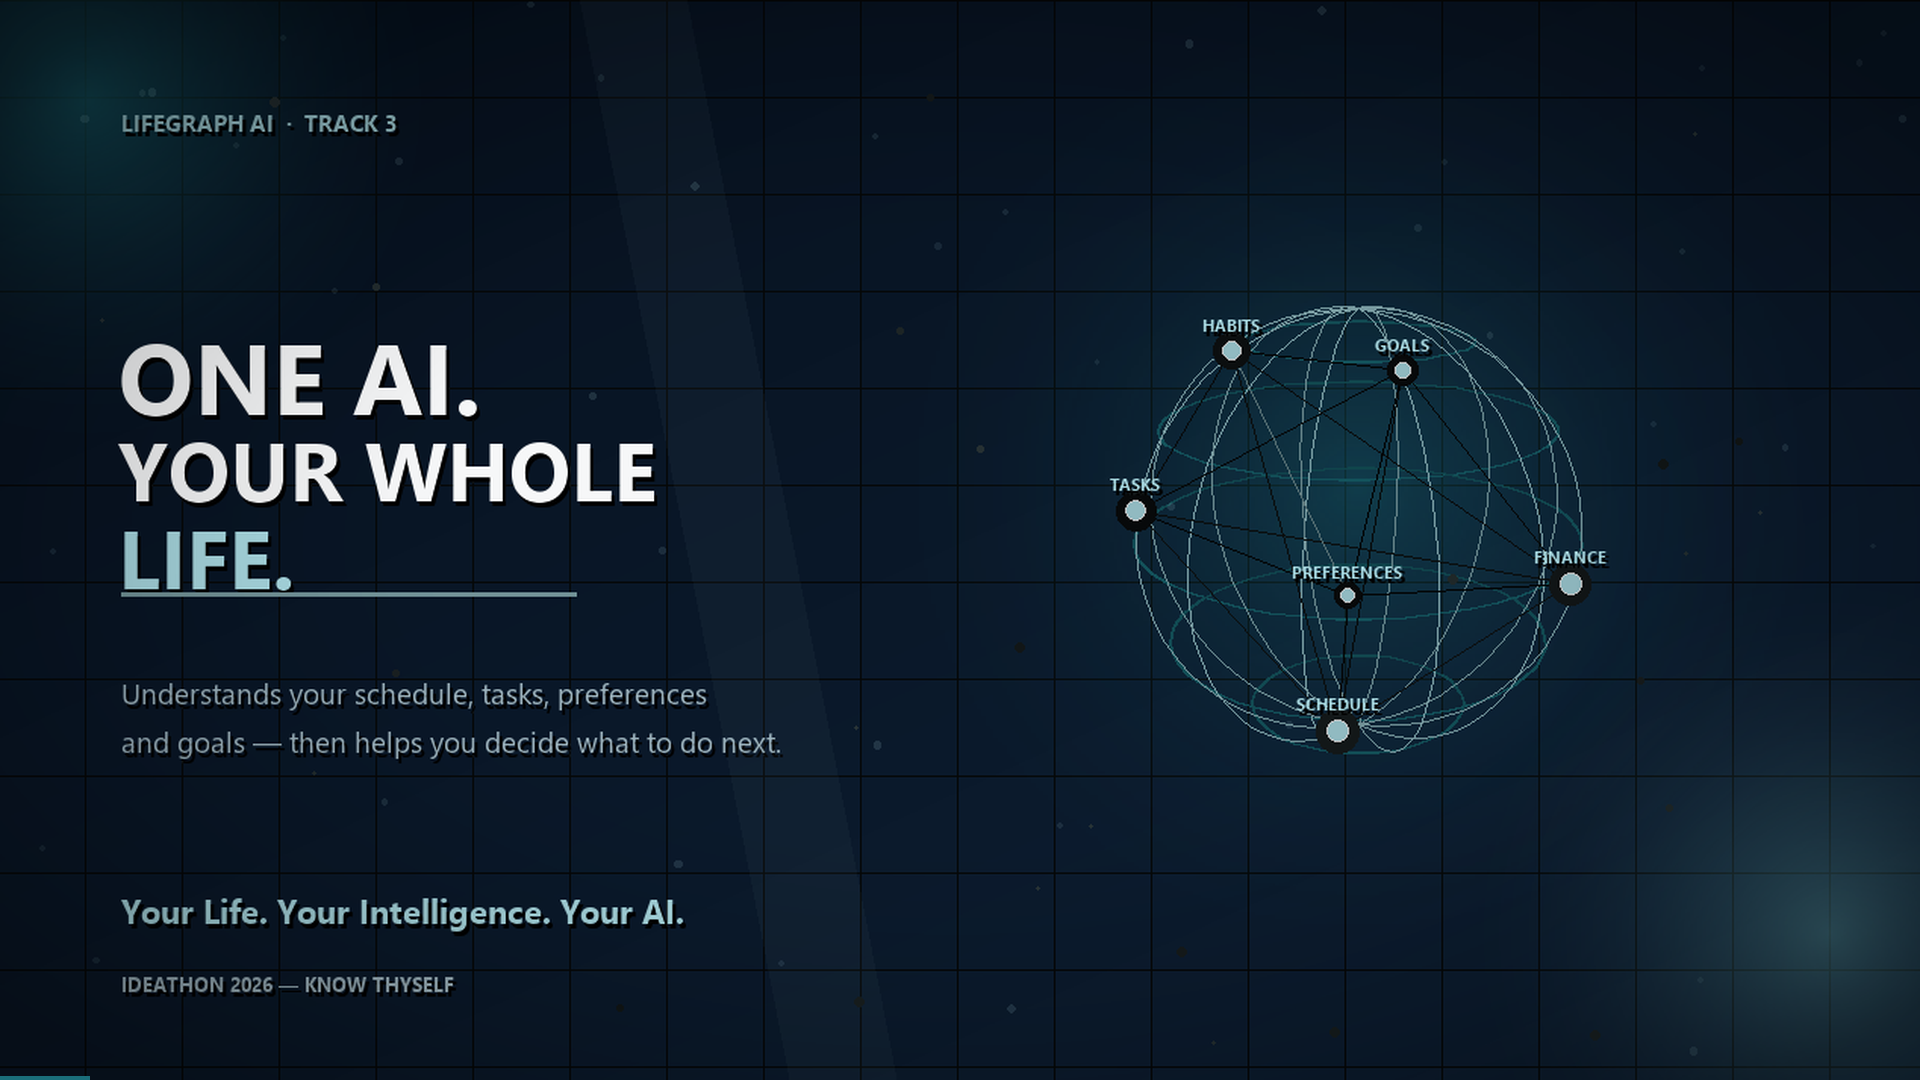 LIFEGRAPH AI · TRACK 3
ONE AI.
YOUR WHOLE
LIFE.
Understands your schedule, tasks, preferences
and goals — then helps you decide what to do next.
Your Life. Your Intelligence. Your AI.
IDEATHON 2026 — KNOW THYSELF
HABITS
GOALS
TASKS
FINANCE
PREFERENCES
SCHEDULE